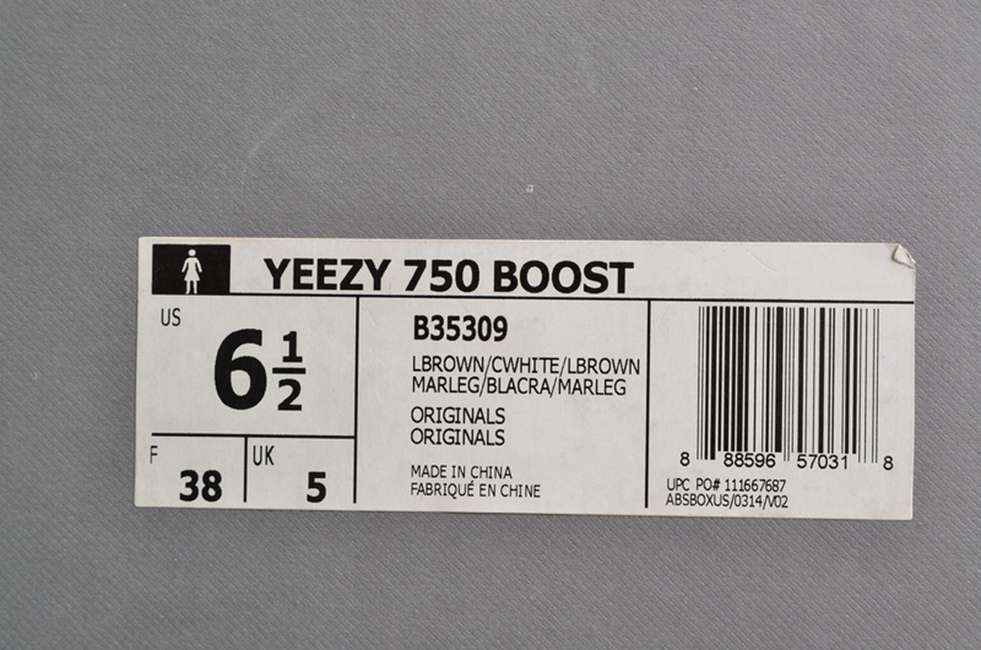 YEEZY 750 BOOST
US
6 1/2
F 38
UK 5
B35309
LBROWN/CWHITE/LBROWN
MARLEG/BLACRA/MARLEG
ORIGINALS
ORIGINALS
MADE IN CHINA
FABRIQUÉ EN CHINE
8 88596 57031 8
UPC PO# 111667687
ABSBOXUS/0314/V02